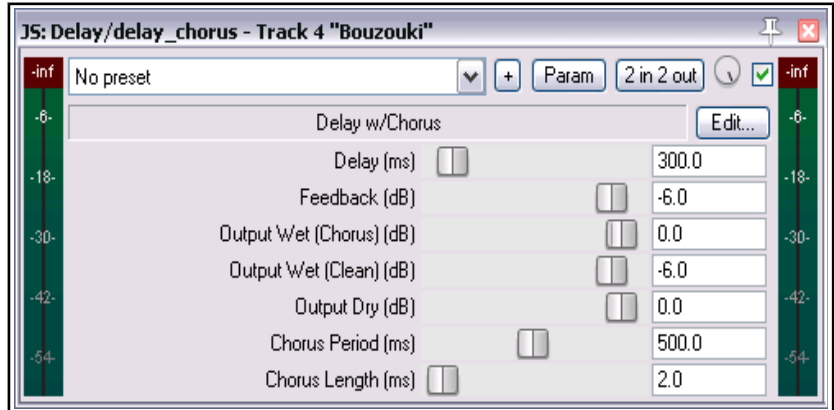 JS: Delay/delay_chorus - Track 4 "Bouzouki"
-inf No preset + Param 2 in 2 out -inf
-6- Delay w/Chorus Edit... -6-
Delay (ms) 300.0
-18- -18-
Feedback (dB) -6.0
-30- Output Wet (Chorus) (dB) 0.0 -30-
Output Wet (Clean) (dB) -6.0
-42- Output Dry (dB) 0.0 -42-
Chorus Period (ms) 500.0
-54- -54-
Chorus Length (ms) 2.0